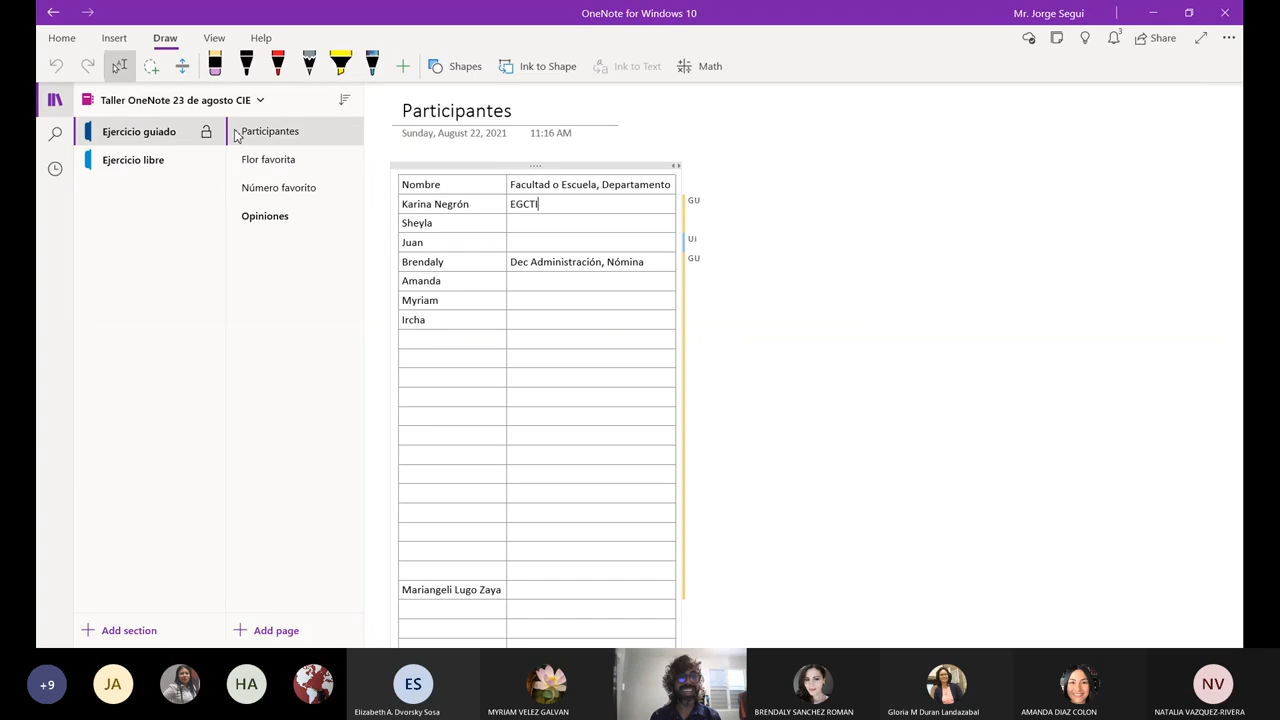 OneNote for Windows 10
Mr. Jorge Segui
Home Insert Draw View Help
3
Share
Shapes Ink to Shape Ink to Text Math
Taller OneNote 23 de agosto CIE
Ejercicio guiado
Ejercicio libre
Participantes
Flor favorita
Número favorito
Opiniones
Participantes
Sunday, August 22, 2021 11:16 AM
Nombre Facultad o Escuela, Departamento
Karina Negrón EGCTI
GU
Sheyla
Juan
Ui
Brendaly Dec Administración, Nómina
GU
Amanda
Myriam
Ircha
Mariangeli Lugo Zaya
Add section
Add page
+9
JA
HA
ES
NV
Elizabeth A. Dvorsky Sosa
MYRIAM VELEZ GALVAN
BRENDALY SANCHEZ ROMAN
Gloria M Duran Landazabal
AMANDA DIAZ COLON
NATALIA VAZQUEZ-RIVERA